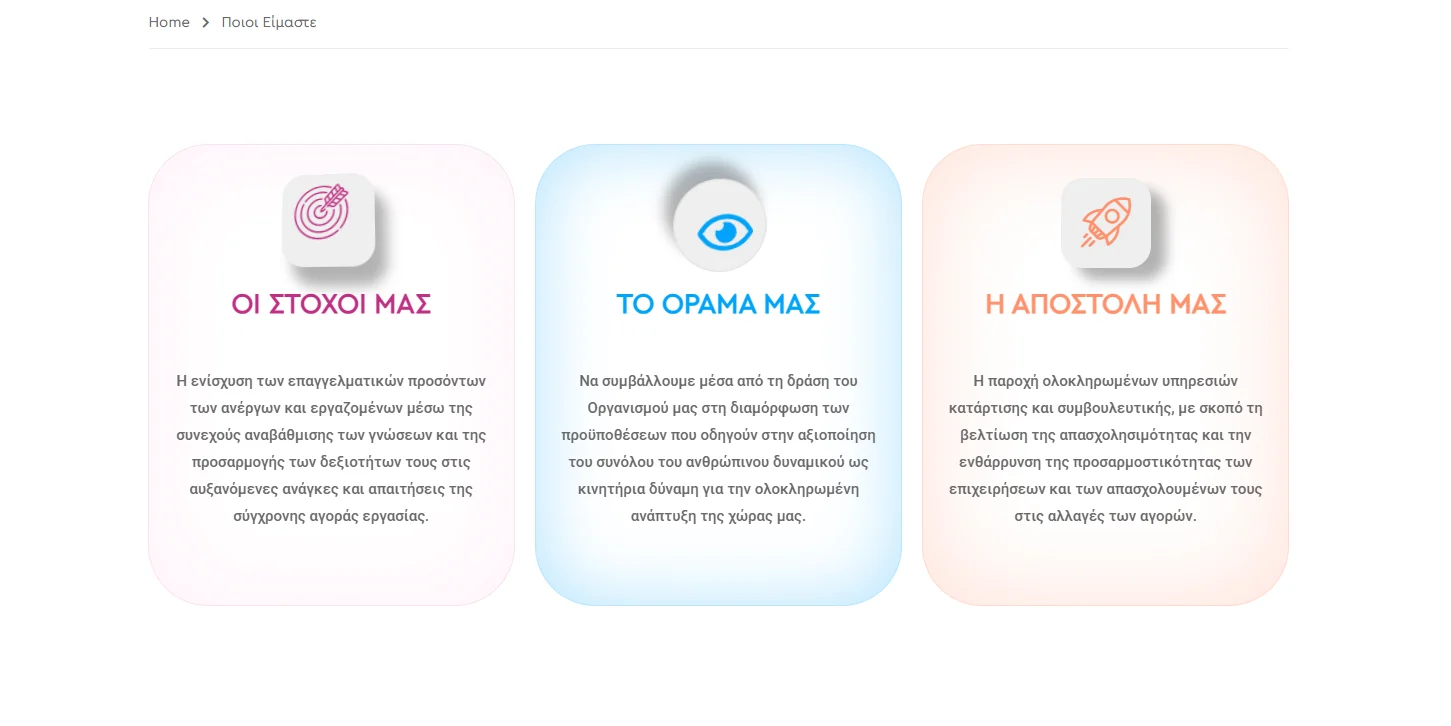 Home > Ποιοι Είμαστε
ΟΙ ΣΤΟΧΟΙ ΜΑΣ
Η ενίσχυση των επαγγελματικών προσόντων
των ανέργων και εργαζομένων μέσω της
συνεχούς αναβάθμισης των γνώσεων και της
προσαρμογής των δεξιοτήτων τους στις
αυξανόμενες ανάγκες και απαιτήσεις της
σύγχρονης αγοράς εργασίας.
ΤΟ ΟΡΑΜΑ ΜΑΣ
Να συμβάλλουμε μέσα από τη δράση του
Οργανισμού μας στη διαμόρφωση των
προϋποθέσεων που οδηγούν στην αξιοποίηση
του συνόλου του ανθρώπινου δυναμικού ως
κινητήρια δύναμη για την ολοκληρωμένη
ανάπτυξη της χώρας μας.
Η ΑΠΟΣΤΟΛΗ ΜΑΣ
Η παροχή ολοκληρωμένων υπηρεσιών
κατάρτισης και συμβουλευτικής, με σκοπό τη
βελτίωση της απασχολησιμότητας και την
ενθάρρυνση της προσαρμοστικότητας των
επιχειρήσεων και των απασχολουμένων τους
στις αλλαγές των αγορών.